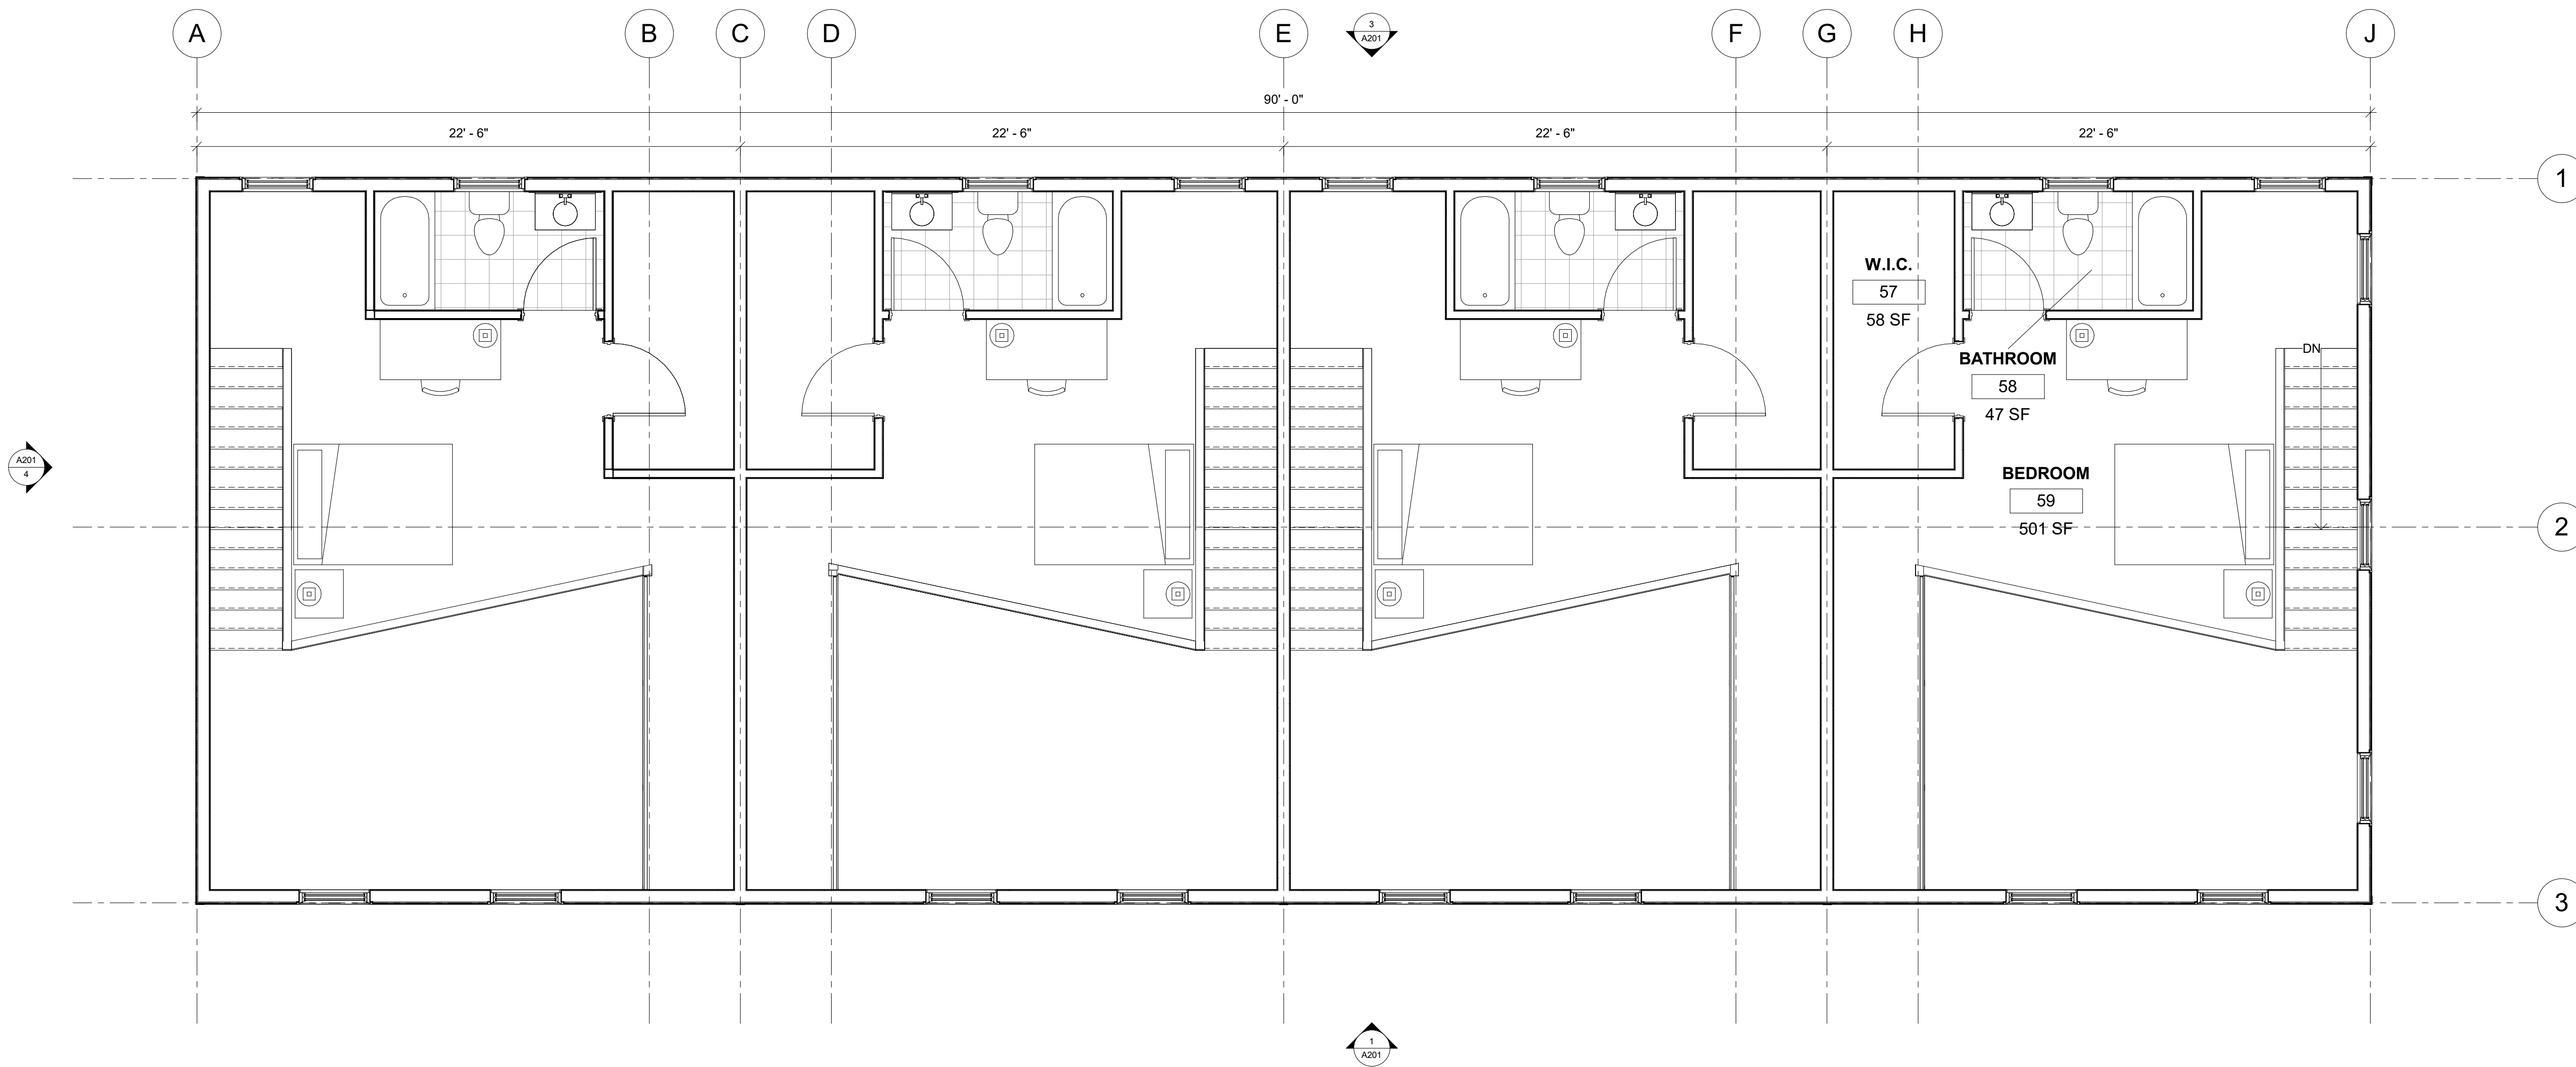 A B C D E F G H J
3
A201
90' - 0"
22' - 6" 22' - 6" 22' - 6" 22' - 6"
1
W.I.C.
57
58 SF
DN
BATHROOM
58
47 SF
A201
4
BEDROOM
59
501 SF
2
3
1
A201